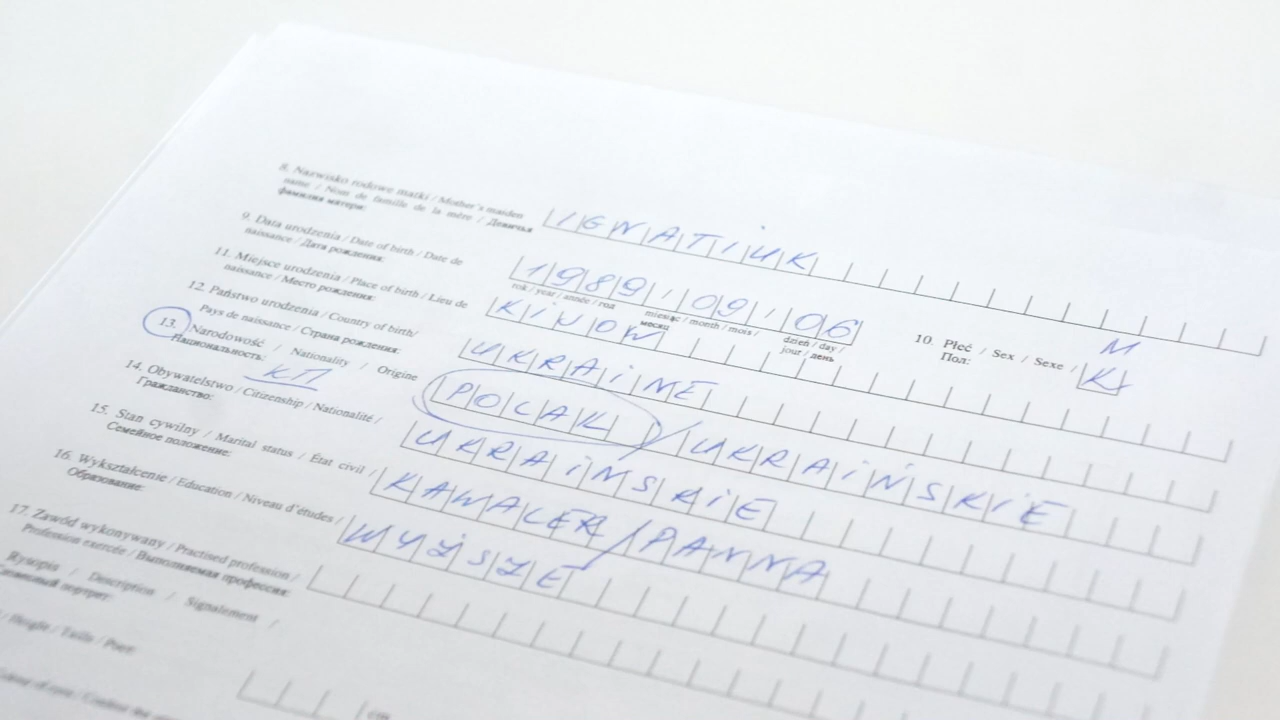 8. Nazwisko rodowe matki / Mother's maiden
name / Nom de famille de la mère / Девичья
фамилия матери:
IGNATIUK
9. Data urodzenia / Date of birth / Date de
naissance / Дата рождения:
1989, 09, 06
rok / year / année / год
miesiąc / month / mois /
месяц
dzień / day /
jour / день
10. Płeć / Sex / Sexe /
Пол:
M
K
11. Miejsce urodzenia / Place of birth / Lieu de
naissance / Место рождения:
KIJOW
12. Państwo urodzenia / Country of birth/
Pays de naissance / Страна рождения:
UKRAINE
13. Narodowość / Nationality / Origine
Национальность:
POLAK / UKRAIŃSKIE
КП
14. Obywatelstwo / Citizenship / Nationalité /
Гражданство:
UKRAINSKIE
15. Stan cywilny / Marital status / État civil /
Семейное положение:
KAWALER / PANNA
16. Wykształcenie / Education / Niveau d'études /
Образование:
WYŻSZE
17. Zawód wykonywany / Practised profession /
Profession exercée / Выполняемая профессия:
Rysopis / Description / Signalement /
/ Height / Taille / Рост:
cm